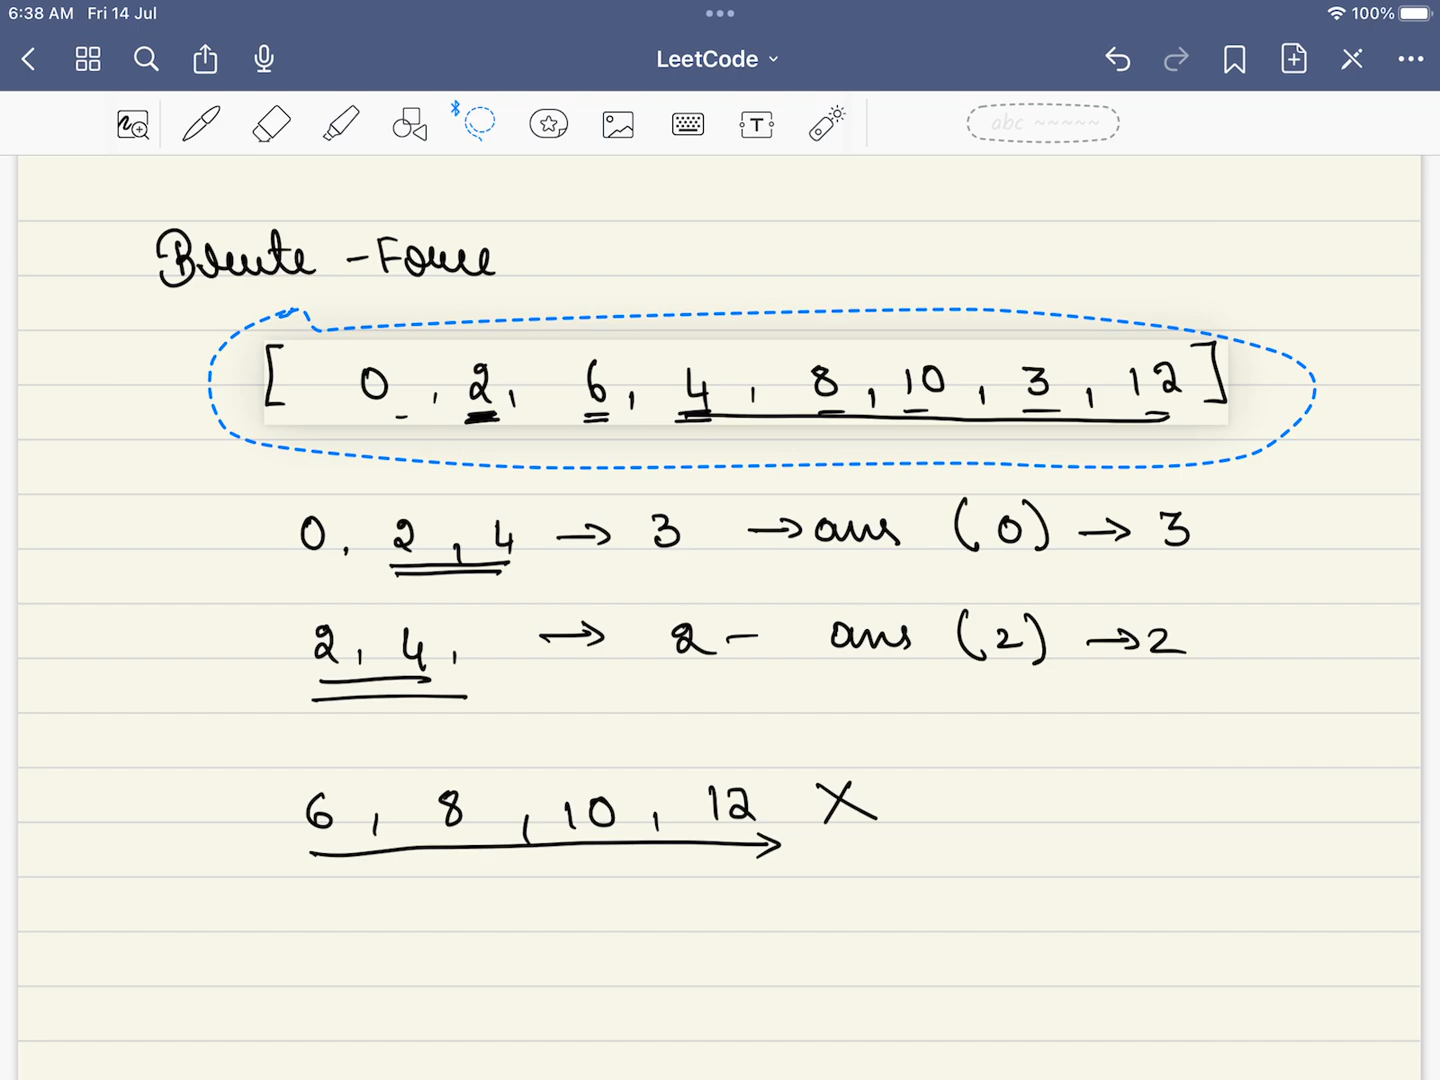 6:38 AM Fri 14 Jul
100%
LeetCode
T
abc
Brute - Force
[ 0, 2, 6, 4, 8, 10, 3, 12 ]
0, 2, 4 → 3 → ans (0) → 3
2, 4, → 2 - ans (2) → 2
6, 8, 10, 12 X